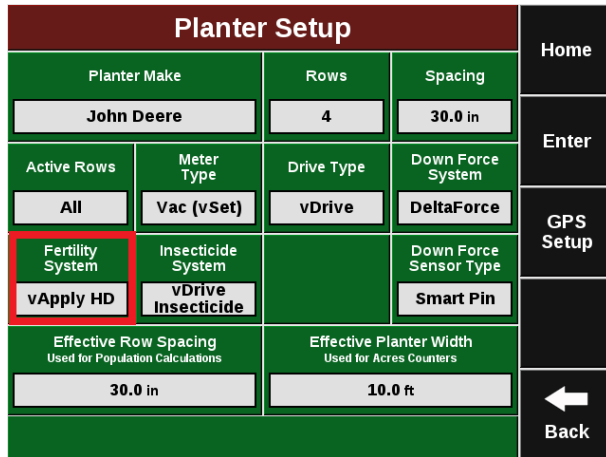 Planter Setup
Home
Planter Make
Rows
Spacing
John Deere
4
30.0 in
Enter
Active Rows
Meter
Type
Drive Type
Down Force
System
All
Vac (vSet)
vDrive
DeltaForce
GPS
Setup
Fertility
System
Insecticide
System
Down Force
Sensor Type
vApply HD
vDrive
Insecticide
Smart Pin
Effective Row Spacing
Used for Population Calculations
Effective Planter Width
Used for Acres Counters
30.0 in
10.0 ft
Back